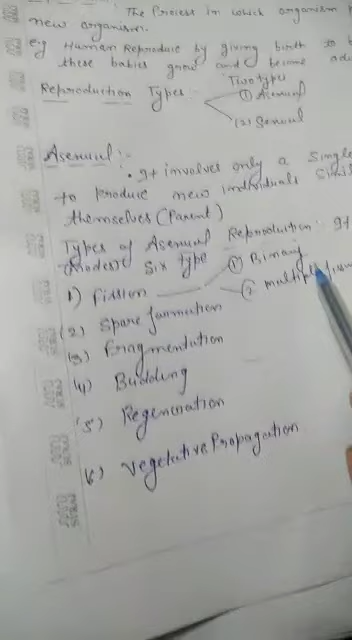 The Process in which organism
new organism.
e.g Human Reproduce by giving birth to
these babies grow and become
Reproduction Types:- Two type
(1) Asexual
(2) Sexual
Asexual:-
It involves only a Single
to produce new individuals
themselves (Parent)
Types of Asexual Reproduction: It
(Modes) Six type
1) Fission (1) Binary
(2) multiple
(2) Spore formation
(3) Fragmentation
(4) Budding
(5) Regeneration
(6) Vegetative Propagation